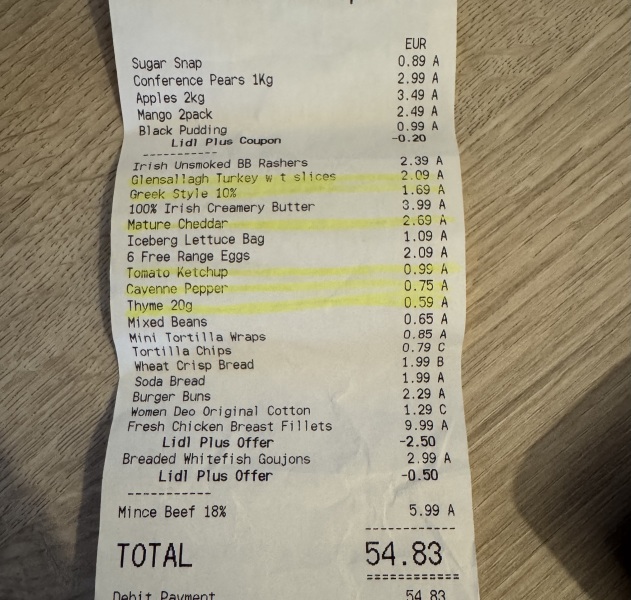 EUR
Sugar Snap 0.89 A
Conference Pears 1Kg 2.99 A
Apples 2kg 3.49 A
Mango 2pack 2.49 A
Black Pudding 0.99 A
Lidl Plus Coupon -0.20
-----------
Irish Unsmoked BB Rashers 2.39 A
Glensallagh Turkey w t slices 2.09 A
Greek Style 10% 1.69 A
100% Irish Creamery Butter 3.99 A
Mature Cheddar 2.69 A
Iceberg Lettuce Bag 1.09 A
6 Free Range Eggs 2.09 A
Tomato Ketchup 0.99 A
Cayenne Pepper 0.75 A
Thyme 20g 0.59 A
Mixed Beans 0.65 A
Mini Tortilla Wraps 0.85 A
Tortilla Chips 0.79 C
Wheat Crisp Bread 1.99 B
Soda Bread 1.99 A
Burger Buns 2.29 A
Women Deo Original Cotton 1.29 C
Fresh Chicken Breast Fillets 9.99 A
Lidl Plus Offer -2.50
Breaded Whitefish Goujons 2.99 A
Lidl Plus Offer -0.50
-----------
Mince Beef 18% 5.99 A
------------
TOTAL 54.83
============
Debit Payment 54.83